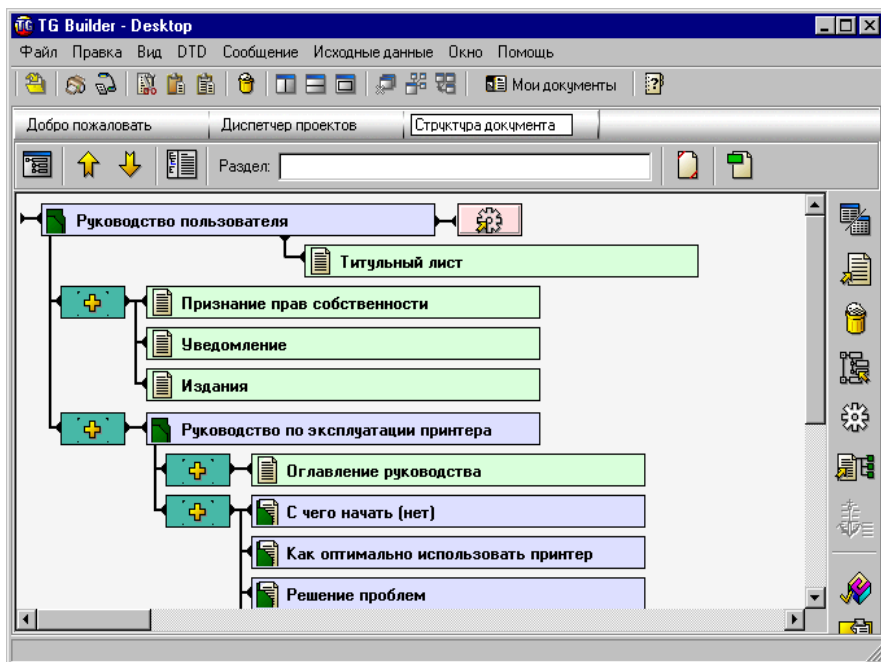 TG Builder - Desktop
Файл Правка Вид DTD Сообщение Исходные данные Окно Помощь
Мои документы
Добро пожаловать Диспетчер проектов Структура документа
Раздел:
Руководство пользователя
Титульный лист
Признание прав собственности
Уведомление
Издания
Руководство по эксплуатации принтера
Оглавление руководства
С чего начать (нет)
Как оптимально использовать принтер
Решение проблем